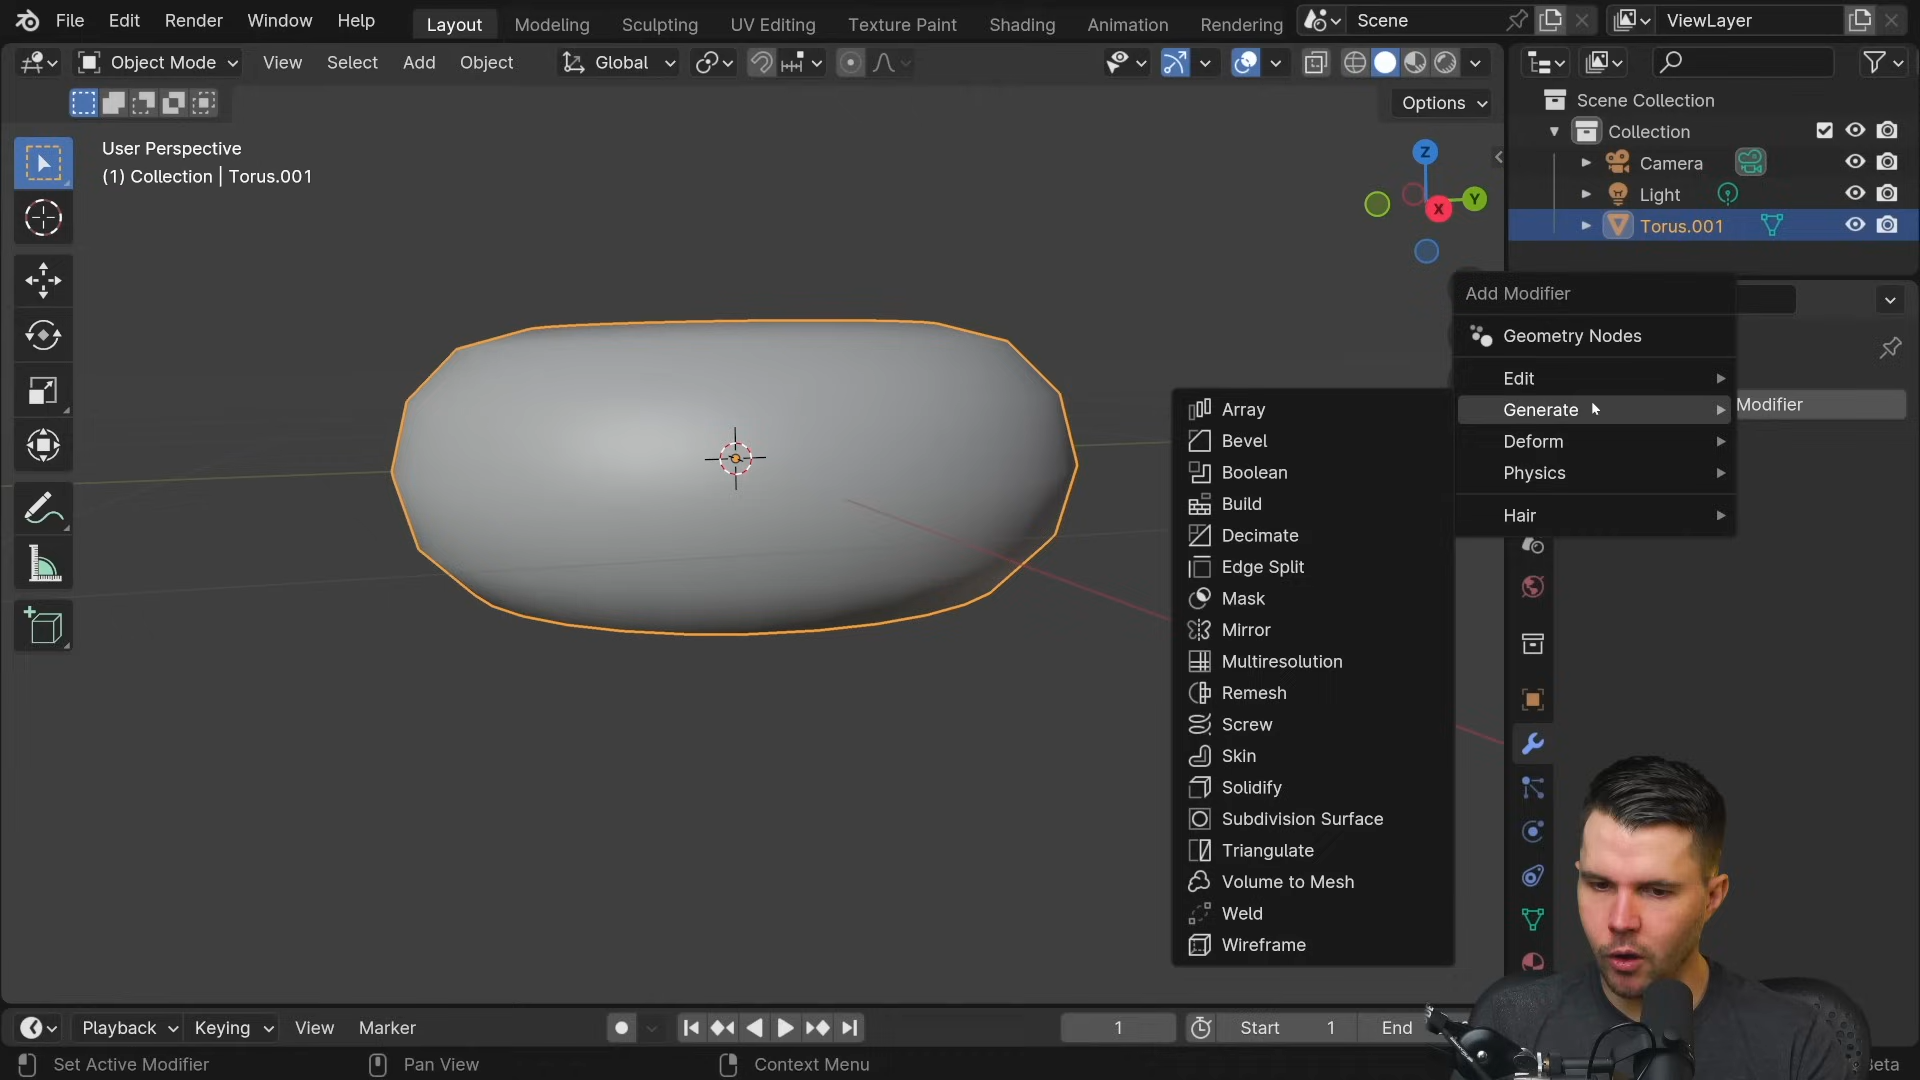 File Edit Render Window Help Layout Modeling Sculpting UV Editing Texture Paint Shading Animation Rendering Scene ViewLayer
Object Mode View Select Add Object Global
Options
User Perspective
(1) Collection | Torus.001
Z
Y
X
Scene Collection
Collection
Camera
Light
Torus.001
Add Modifier
Geometry Nodes
Edit
Generate
Deform
Physics
Hair
Modifier
Array
Bevel
Boolean
Build
Decimate
Edge Split
Mask
Mirror
Multiresolution
Remesh
Screw
Skin
Solidify
Subdivision Surface
Triangulate
Volume to Mesh
Weld
Wireframe
Playback Keying View Marker 1 Start 1 End
Set Active Modifier Pan View Context Menu